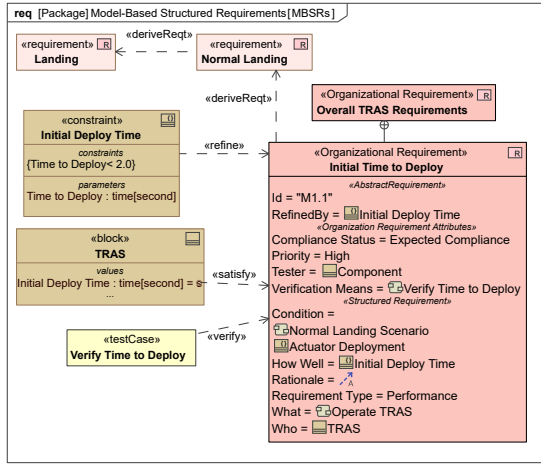 req [Package] Model-Based Structured Requirements[MBSRs]
«requirement» R
Landing
«deriveReqt»
«requirement» R
Normal Landing
«deriveReqt»
«Organizational Requirement» R
Overall TRAS Requirements
«constraint» {}
Initial Deploy Time
constraints
{Time to Deploy< 2.0}
parameters
Time to Deploy : time[second]
«refine»
«block»
TRAS
values
Initial Deploy Time : time[second] = s
...
«satisfy»
«testCase»
Verify Time to Deploy
«verify»
«Organizational Requirement» R
Initial Time to Deploy
«AbstractRequirement»
Id = "M1.1"
RefinedBy = {} Initial Deploy Time
«Organization Requirement Attributes»
Compliance Status = Expected Compliance
Priority = High
Tester = Component
Verification Means = Verify Time to Deploy
«Structured Requirement»
Condition =
Normal Landing Scenario
{} Actuator Deployment
How Well = {} Initial Deploy Time
Rationale = A
Requirement Type = Performance
What = Operate TRAS
Who = TRAS